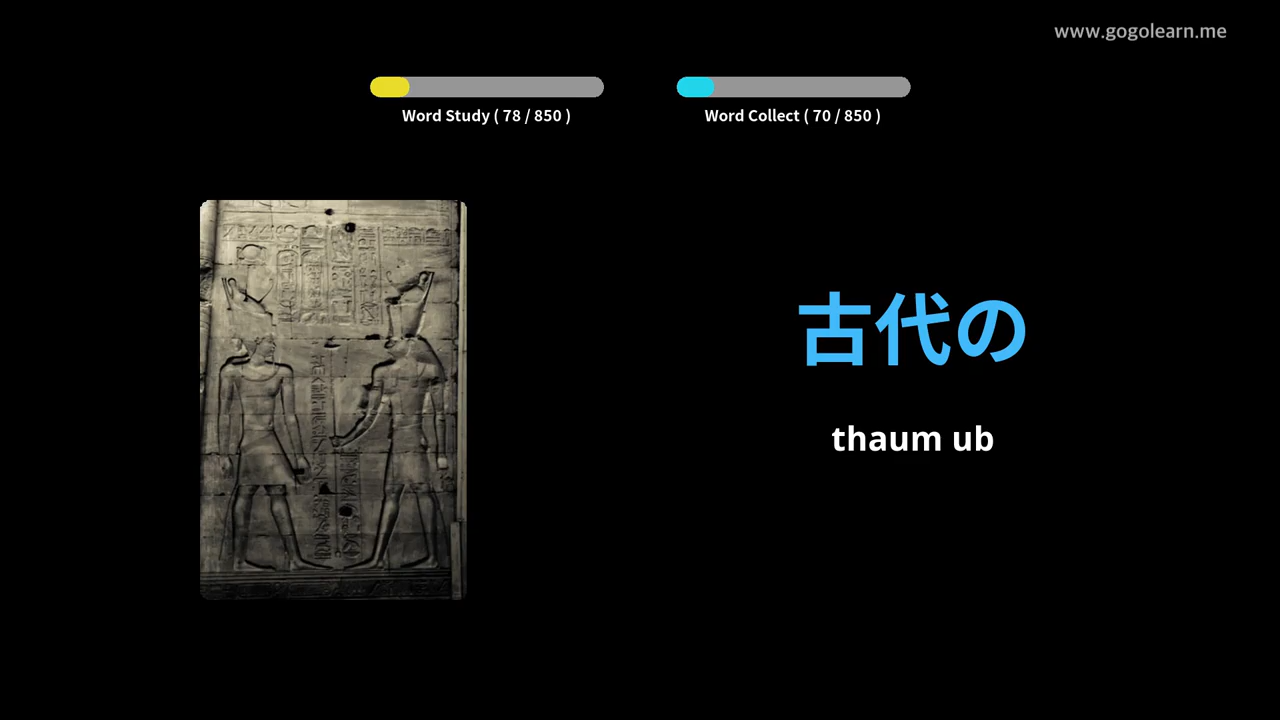 www.gogolearn.me
Word Study ( 78 / 850 )
Word Collect ( 70 / 850 )
古代の
thaum ub